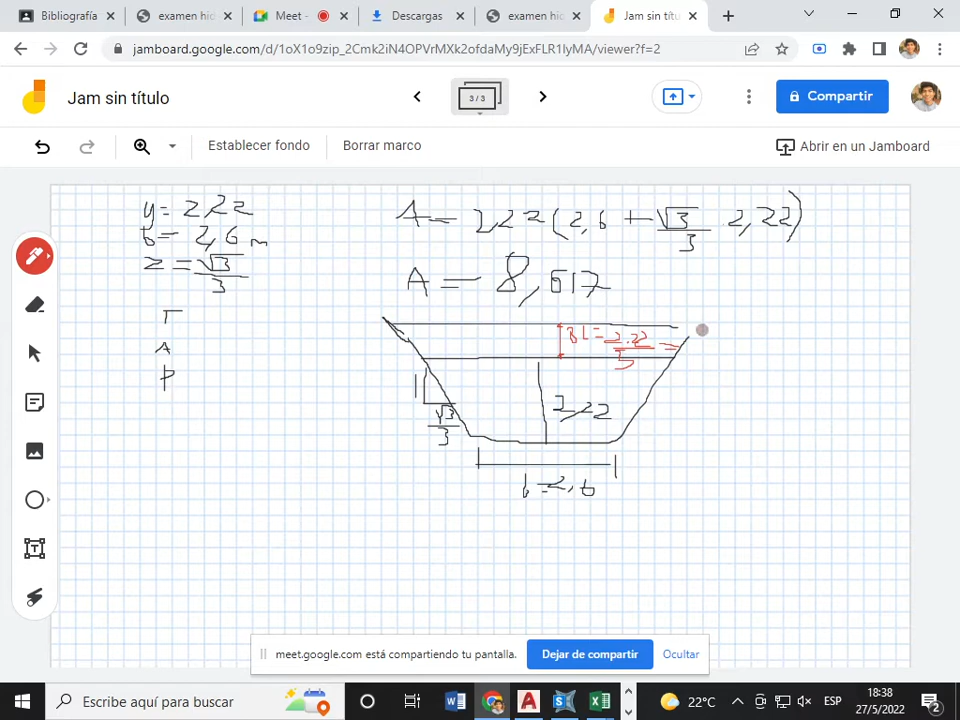 Bibliografía
examen hid
Meet -
Descargas
examen hid
Jam sin títu
jamboard.google.com/d/1oX1o9zip_2Cmk2iN4OPVrMXk2ofdaMy9jExFLR1IyMA/viewer?f=2
Jam sin título
3 / 3
Compartir
Establecer fondo
Borrar marco
Abrir en un Jamboard
y = 2,22
b = 2,6 m
z = √3/3
T
A
P
A = 2,22 (2,6 + √3/3 . 2,22)
A = 8,617
BL = 2.22/3 =
1
√3/3
2,22
b = 2,6
meet.google.com está compartiendo tu pantalla.
Dejar de compartir
Ocultar
Escribe aquí para buscar
22°C
ESP
18:38
27/5/2022
2